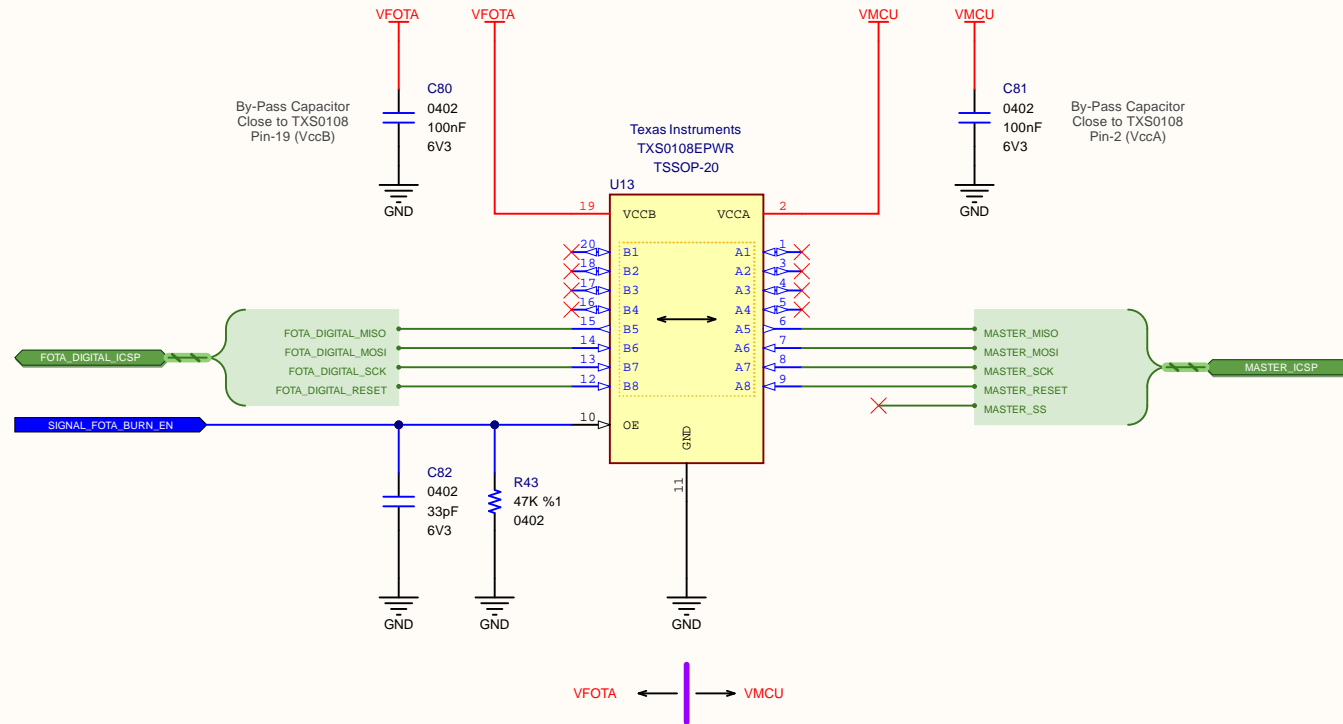 VFOTA
VFOTA
VMCU
VMCU
By-Pass Capacitor
Close to TXS0108
Pin-19 (VccB)
C80
0402
100nF
6V3
GND
Texas Instruments
TXS0108EPWR
TSSOP-20
U13
C81
0402
100nF
6V3
GND
By-Pass Capacitor
Close to TXS0108
Pin-2 (VccA)
19 VCCB VCCA 2
20 B1 A1 1
18 B2 A2 3
17 B3 A3 4
16 B4 A4 5
15 B5 A5 6
14 B6 A6 7
13 B7 A7 8
12 B8 A8 9
10 OE
GND
11
GND
FOTA_DIGITAL_ICSP
FOTA_DIGITAL_MISO
FOTA_DIGITAL_MOSI
FOTA_DIGITAL_SCK
FOTA_DIGITAL_RESET
SIGNAL_FOTA_BURN_EN
MASTER_MISO
MASTER_MOSI
MASTER_SCK
MASTER_RESET
MASTER_SS
MASTER_ICSP
C82
0402
33pF
6V3
GND
R43
47K %1
0402
GND
VFOTA VMCU